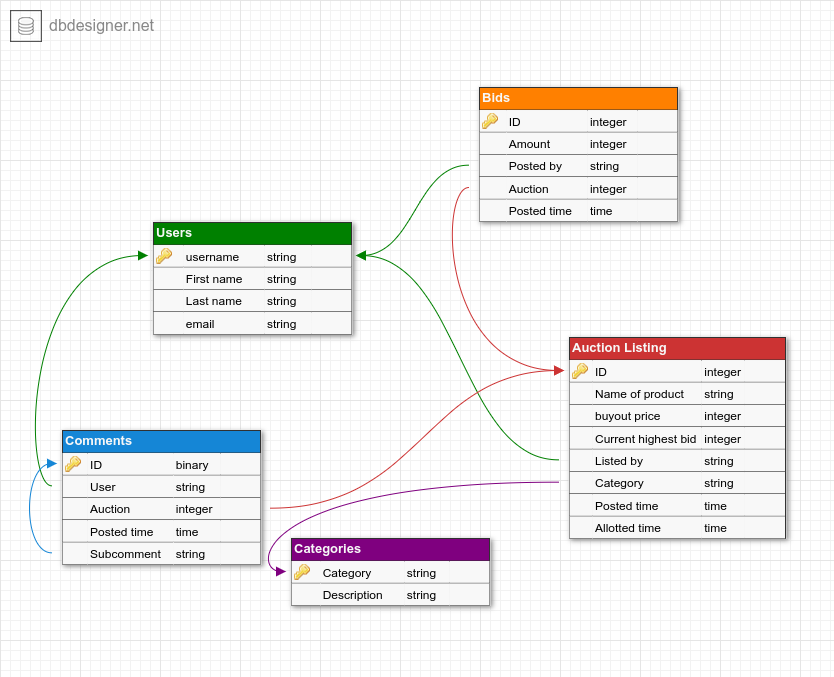 dbdesigner.net
Bids
ID integer
Amount integer
Posted by string
Auction integer
Posted time time
Users
username string
First name string
Last name string
email string
Auction Listing
ID integer
Name of product string
buyout price integer
Current highest bid integer
Listed by string
Category string
Posted time time
Allotted time time
Comments
ID binary
User string
Auction integer
Posted time time
Subcomment string
Categories
Category string
Description string